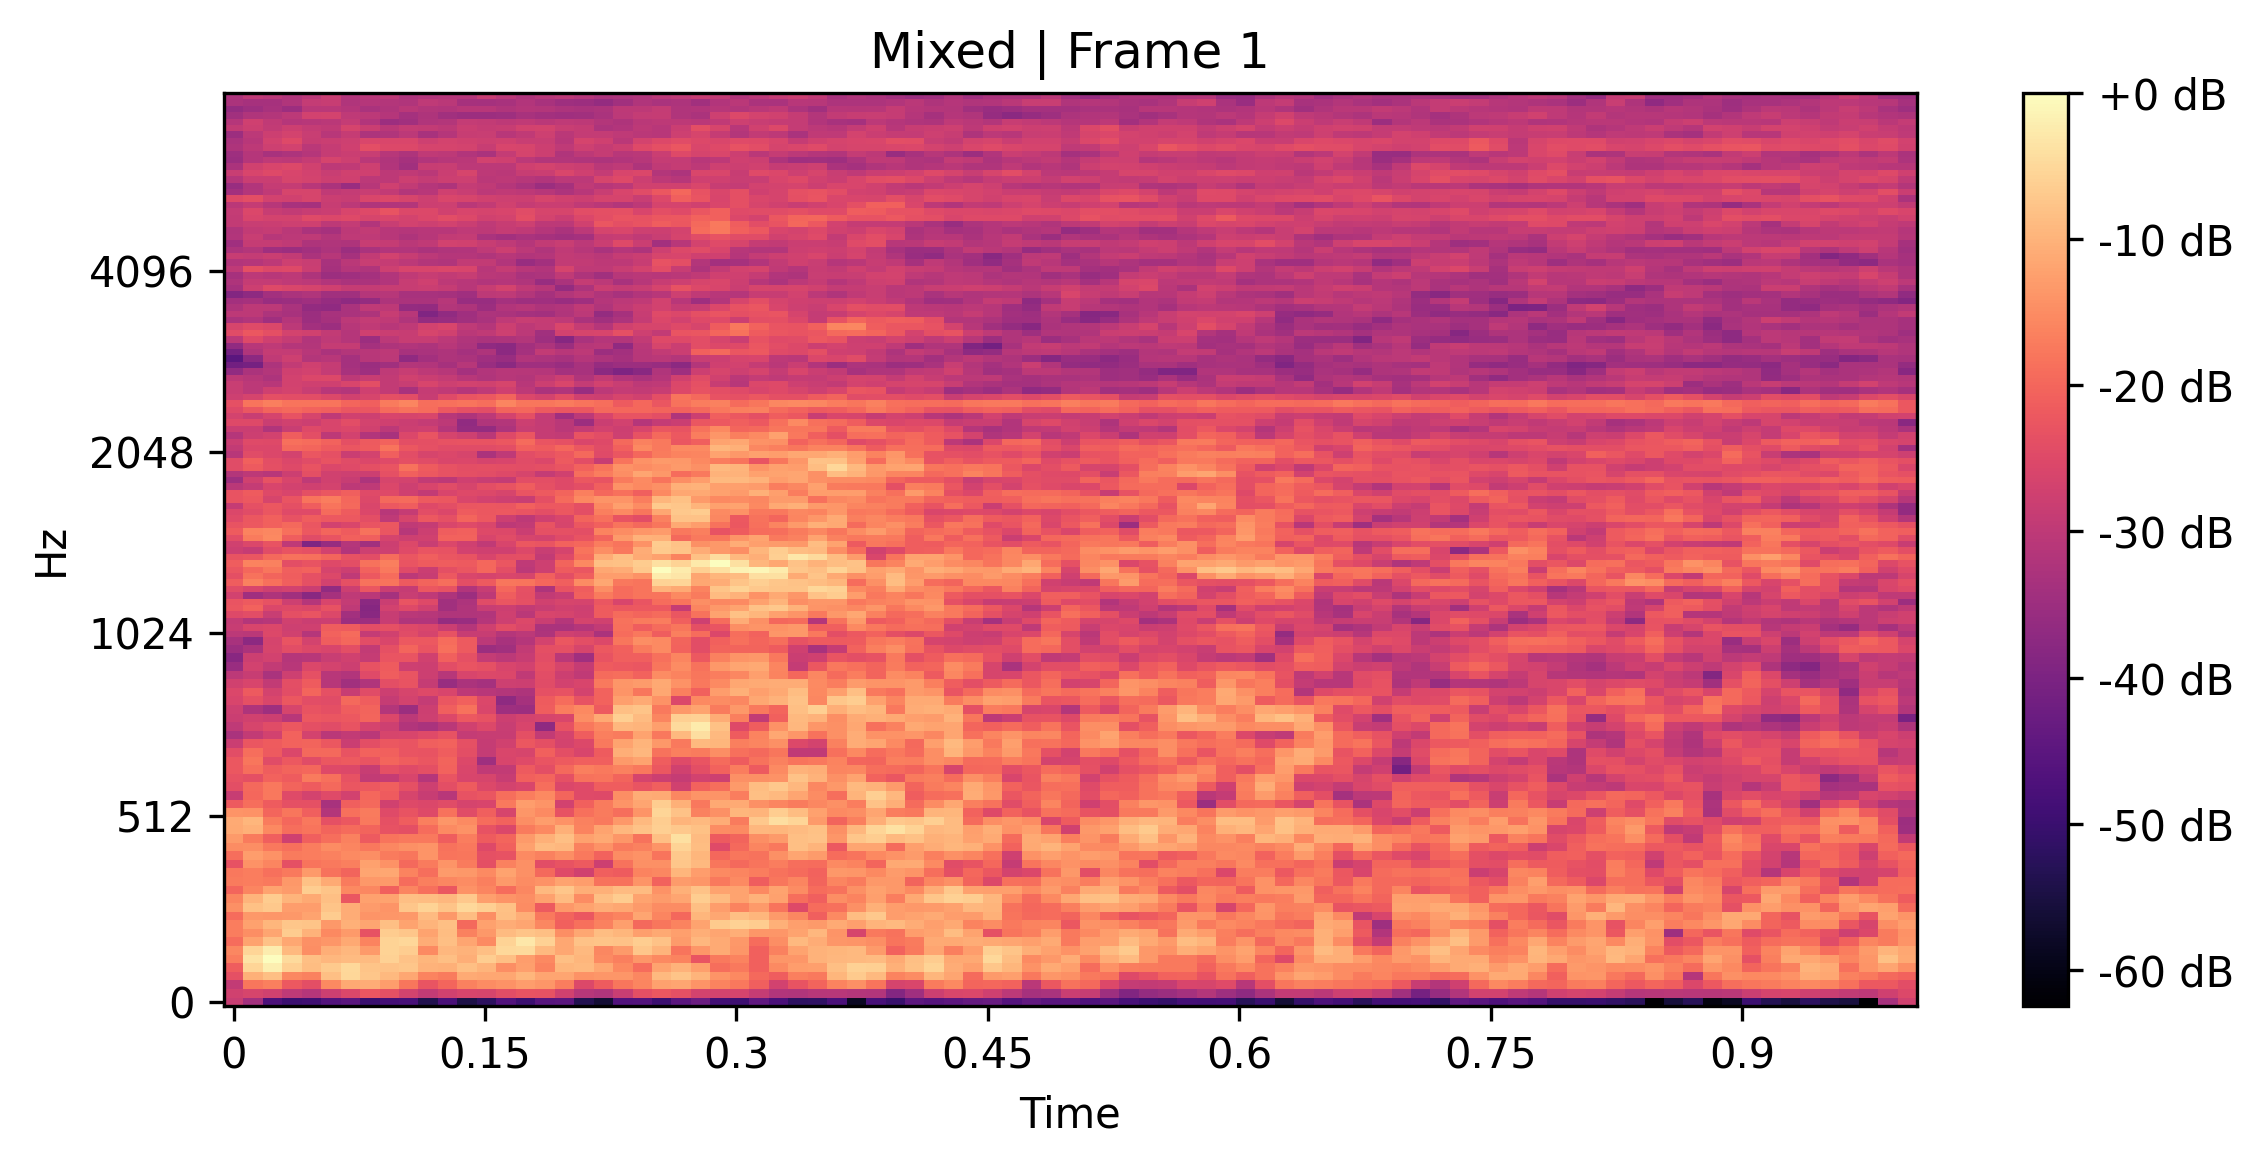 Mixed | Frame 1
Hz
4096
2048
1024
512
0
0 0.15 0.3 0.45 0.6 0.75 0.9
Time
+0 dB
-10 dB
-20 dB
-30 dB
-40 dB
-50 dB
-60 dB